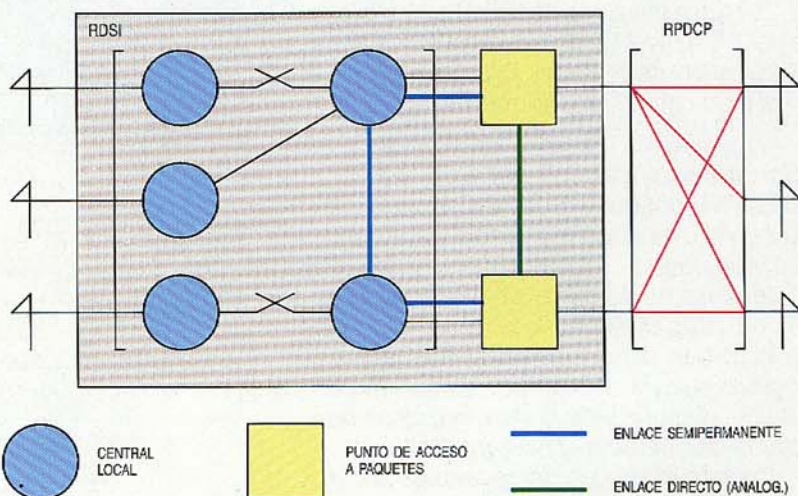 RDSI
RPDCP
CENTRAL
LOCAL
PUNTO DE ACCESO
A PAQUETES
ENLACE SEMIPERMANENTE
ENLACE DIRECTO (ANALOG.)